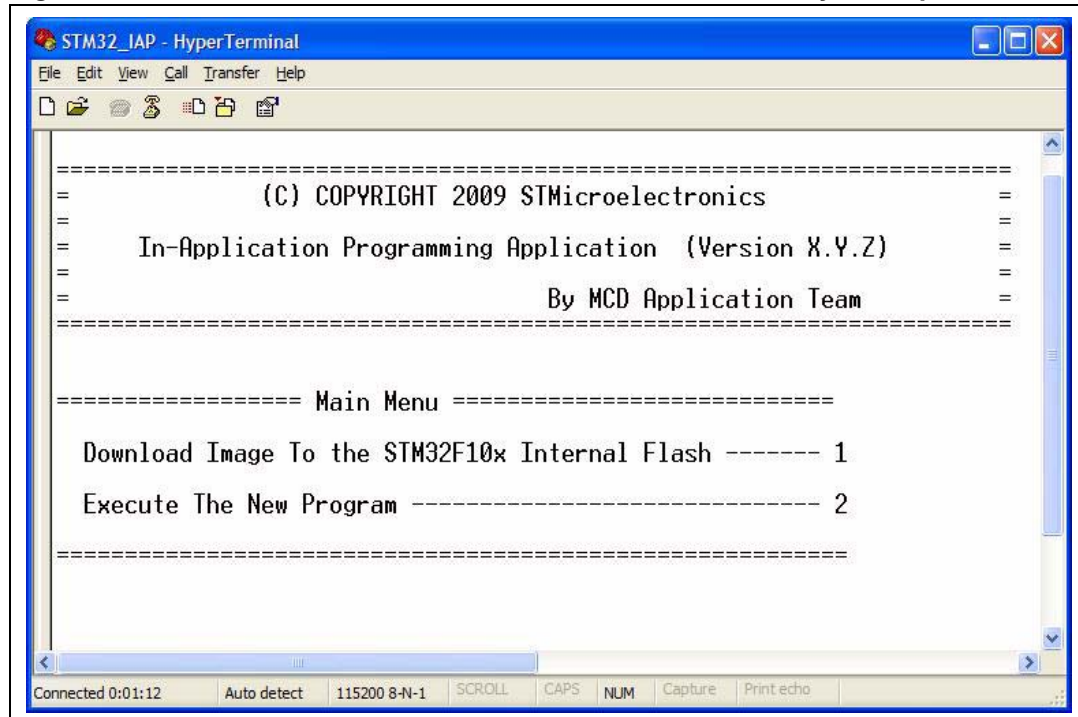 STM32_IAP - HyperTerminal
File Edit View Call Transfer Help
======================================================================
= (C) COPYRIGHT 2009 STMicroelectronics =
= =
= In-Application Programming Application (Version X.Y.Z) =
= =
= By MCD Application Team =
======================================================================
================== Main Menu ============================
Download Image To the STM32F10x Internal Flash ------- 1
Execute The New Program ------------------------------ 2
==========================================================
Connected 0:01:12 Auto detect 115200 8-N-1 SCROLL CAPS NUM Capture Print echo